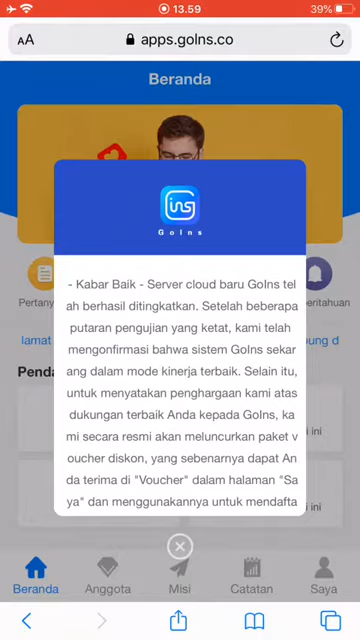 13.59
39%
AA
apps.golns.co
Beranda
ins
GoIns
- Kabar Baik - Server cloud baru GoIns tel
ah berhasil ditingkatkan. Setelah beberapa
putaran pengujian yang ketat, kami telah
mengonfirmasi bahwa sistem GoIns sekar
ang dalam mode kinerja terbaik. Selain itu,
untuk menyatakan penghargaan kami atas
dukungan terbaik Anda kepada GoIns, ka
mi secara resmi akan meluncurkan paket v
oucher diskon, yang sebenarnya dapat An
da terima di "Voucher" dalam halaman "Sa
ya" dan menggunakannya untuk mendafta
Pertany
eritahuan
lamat
ung d
Penda
i ini
i ini
Beranda
Anggota
Misi
Catatan
Saya